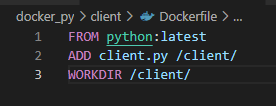 docker_py > client > Dockerfile > ...
1 FROM python:latest
2 ADD client.py /client/
3 WORKDIR /client/